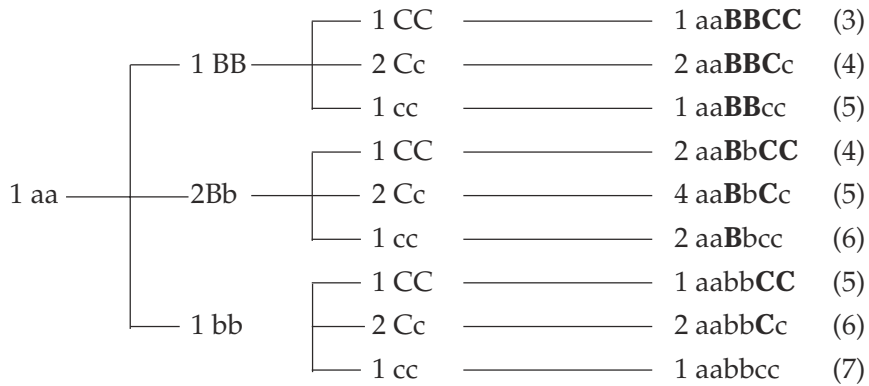 1 CC 1 aaBBCC (3)
1 BB 2 Cc 2 aaBBCc (4)
1 cc 1 aaBBcc (5)
1 CC 2 aaBbCC (4)
1 aa 2Bb 2 Cc 4 aaBbCc (5)
1 cc 2 aaBbcc (6)
1 CC 1 aabbCC (5)
1 bb 2 Cc 2 aabbCc (6)
1 cc 1 aabbcc (7)